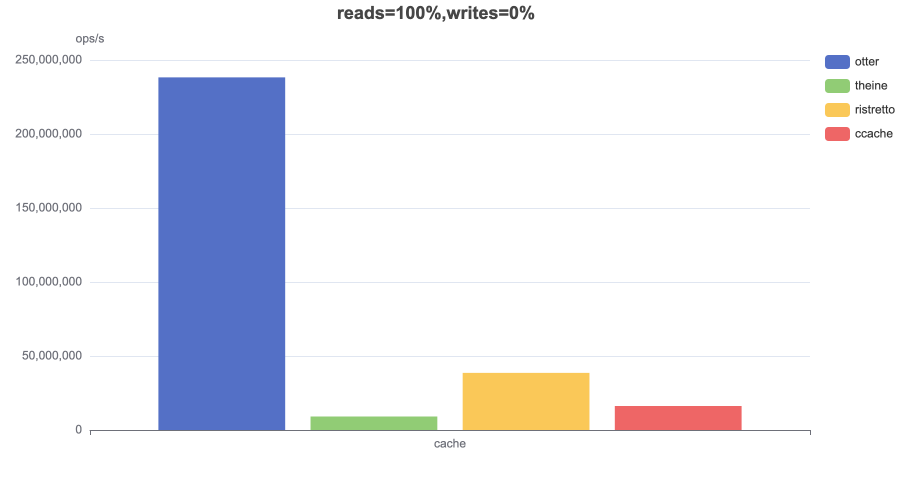 reads=100%,writes=0%
ops/s
250,000,000
200,000,000
150,000,000
100,000,000
50,000,000
0
cache
otter
theine
ristretto
ccache